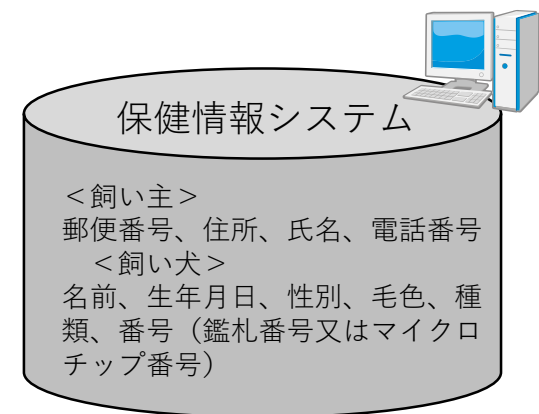 保健情報システム
＜飼い主＞
郵便番号、住所、氏名、電話番号
＜飼い犬＞
名前、生年月日、性別、毛色、種
類、番号（鑑札番号又はマイクロ
チップ番号）